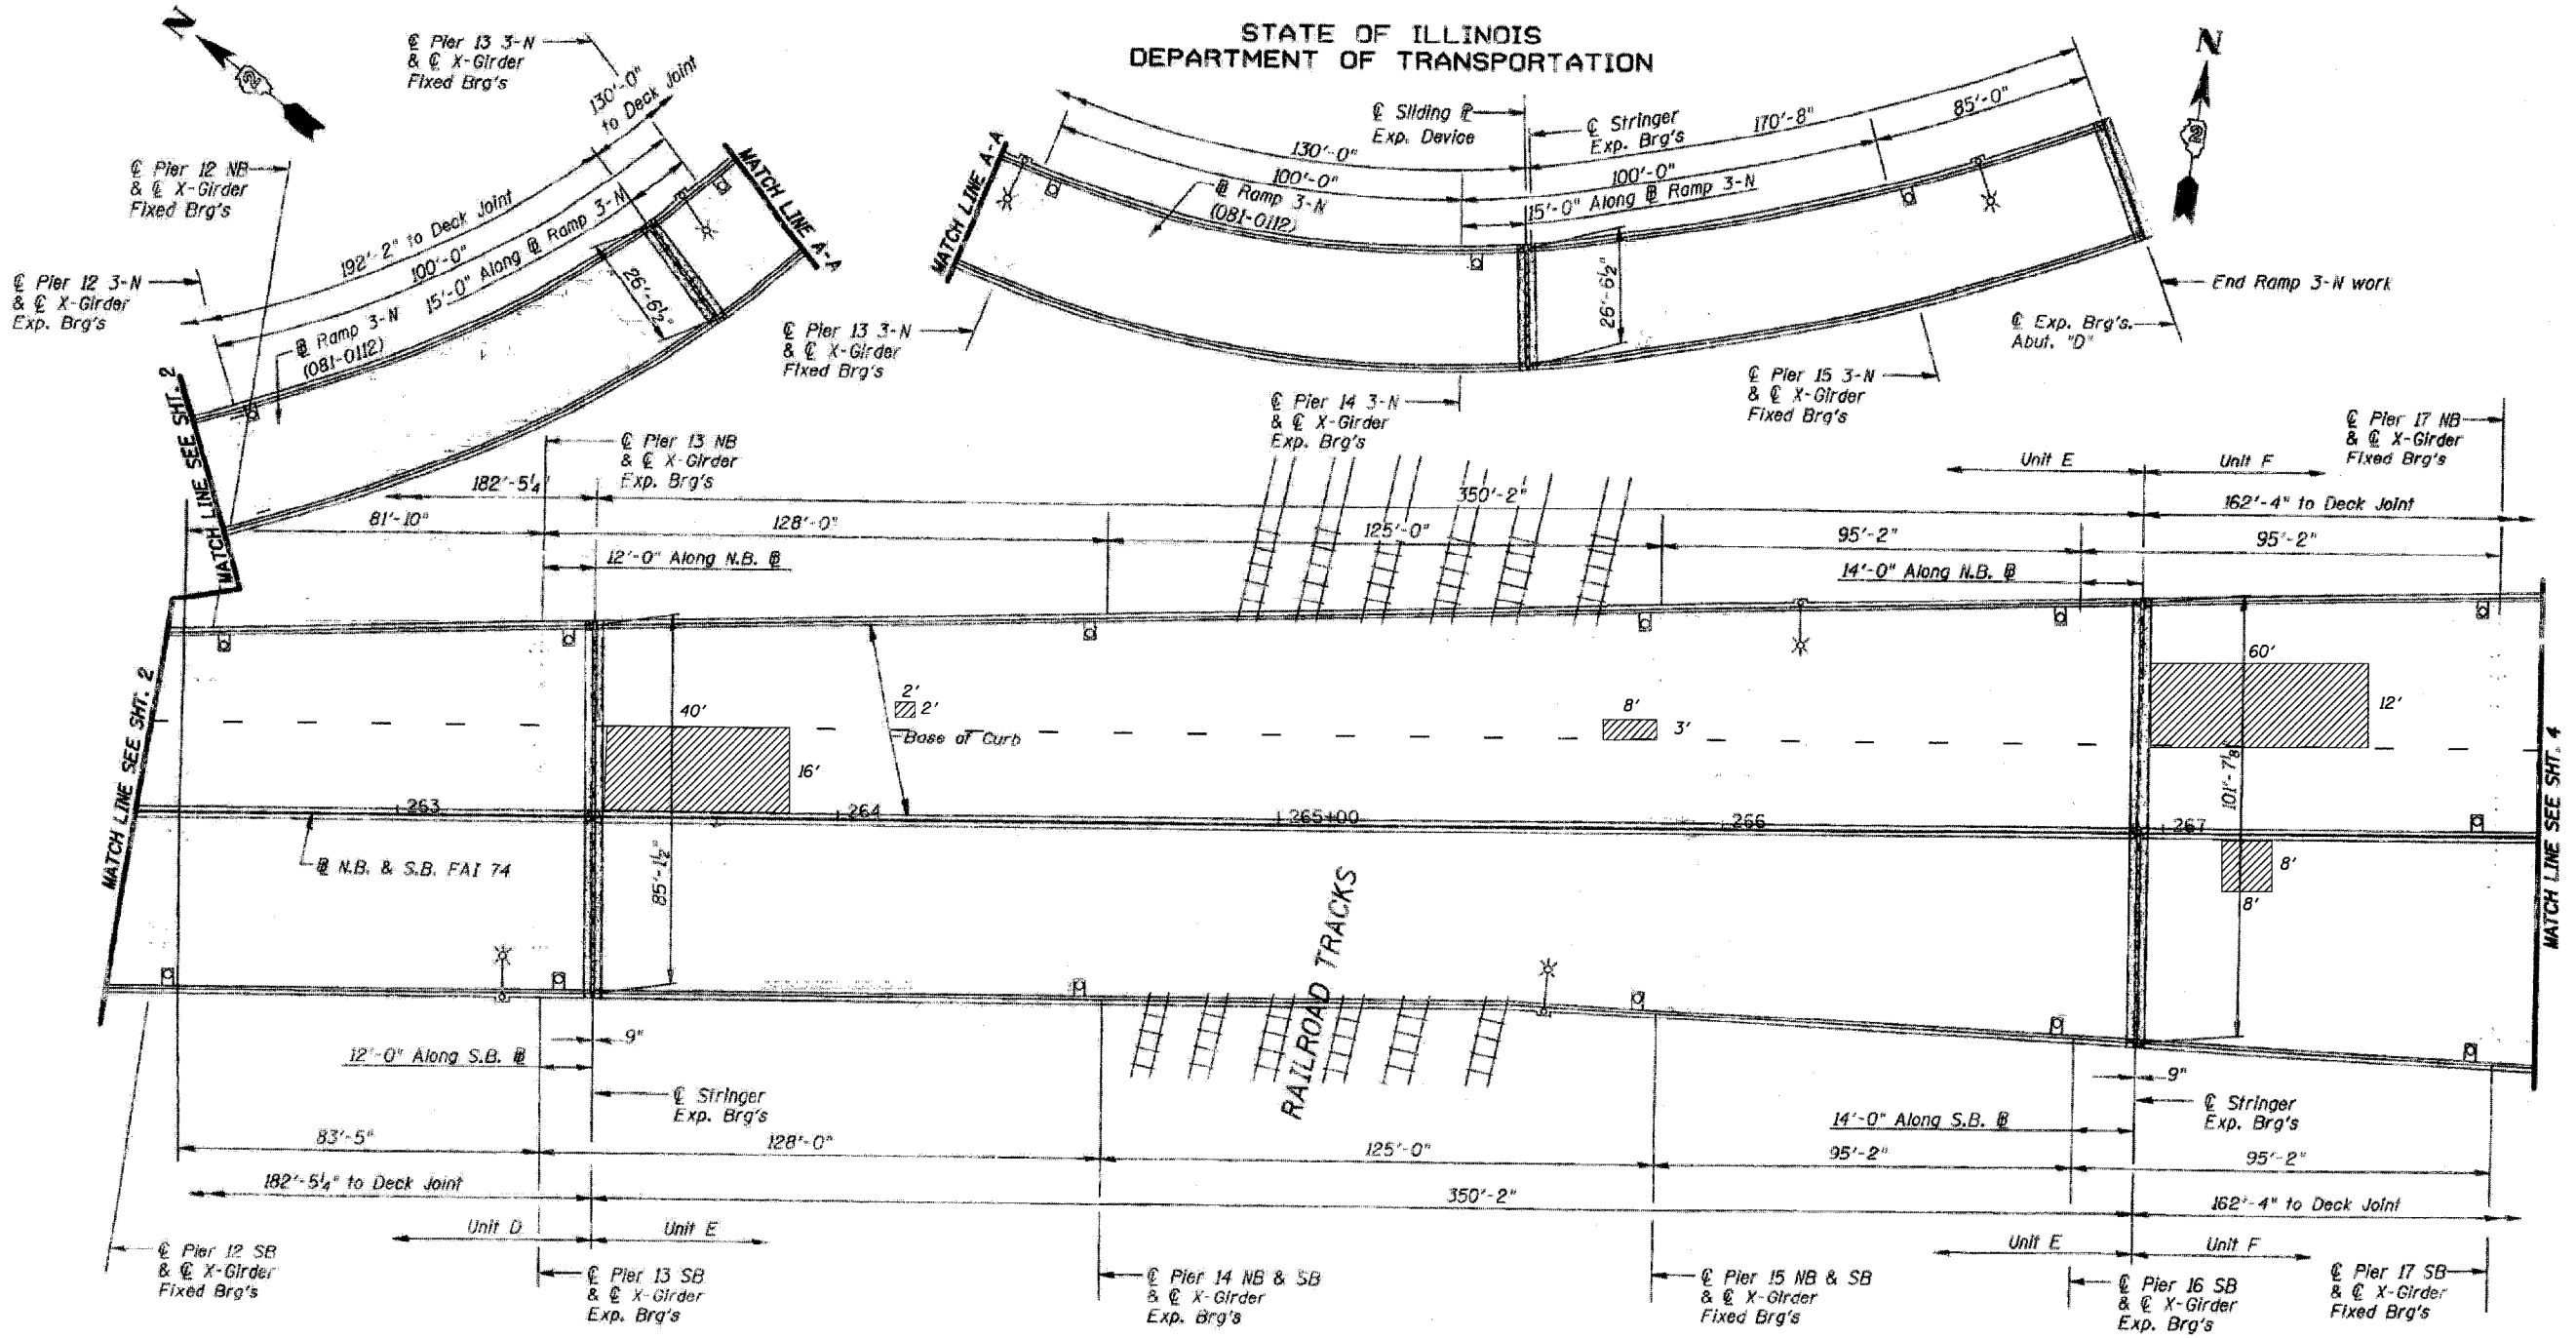 STATE OF ILLINOIS
DEPARTMENT OF TRANSPORTATION
N
2
℄ Pier 13 3-N
& ℄ X-Girder
Fixed Brg's
130'-0"
to Deck Joint
℄ Pier 12 NB
& ℄ X-Girder
Fixed Brg's
MATCH LINE A-A
192'-2" to Deck Joint
100'-0"
15'-0" Along ℄ Ramp 3-N
26'-6½"
℄ Pier 12 3-N
& ℄ X-Girder
Exp. Brg's
Ramp 3-N
(081-0112)
MATCH LINE SEE SHT. 2
MATCH LINE
N
2
℄ Sliding ℙ
Exp. Device
℄ Stringer
Exp. Brg's
170'-8"
85'-0"
130'-0"
100'-0"
100'-0"
15'-0" Along ℄ Ramp 3-N
Ramp 3-N
(081-0112)
MATCH LINE A-A
26'-6½"
End Ramp 3-N work
℄ Pier 13 3-N
& ℄ X-Girder
Fixed Brg's
℄ Exp. Brg's.
Abut. "D"
℄ Pier 14 3-N
& ℄ X-Girder
Exp. Brg's
℄ Pier 15 3-N
& ℄ X-Girder
Fixed Brg's
℄ Pier 17 NB
& ℄ X-Girder
Fixed Brg's
℄ Pier 13 NB
& ℄ X-Girder
Exp. Brg's
Unit E
Unit F
182'-5¼
350'-2"
162'-4" to Deck Joint
81'-10"
128'-0"
125'-0"
95'-2"
95'-2"
12'-0" Along N.B. ℄
14'-0" Along N.B. ℄
MATCH LINE SEE SHT. 2
40'
16'
2'
2'
Base of Curb
8'
3'
60'
12'
263
264
265+00
266
267
℄ N.B. & S.B. FAI 74
85'-1½"
101'-7⅛"
8'
8'
MATCH LINE SEE SHT. 4
RAILROAD TRACKS
9"
12'-0" Along S.B. ℄
℄ Stringer
Exp. Brg's
9"
14'-0" Along S.B. ℄
℄ Stringer
Exp. Brg's
83'-5"
128'-0"
125'-0"
95'-2"
95'-2"
182'-5¼" to Deck Joint
350'-2"
162'-4" to Deck Joint
Unit D
Unit E
Unit E
Unit F
℄ Pier 12 SB
& ℄ X-Girder
Fixed Brg's
℄ Pier 13 SB
& ℄ X-Girder
Exp. Brg's
℄ Pier 14 NB & SB
& ℄ X-Girder
Exp. Brg's
℄ Pier 15 NB & SB
& ℄ X-Girder
Fixed Brg's
℄ Pier 16 SB
& ℄ X-Girder
Exp. Brg's
℄ Pier 17 SB
& ℄ X-Girder
Fixed Brg's